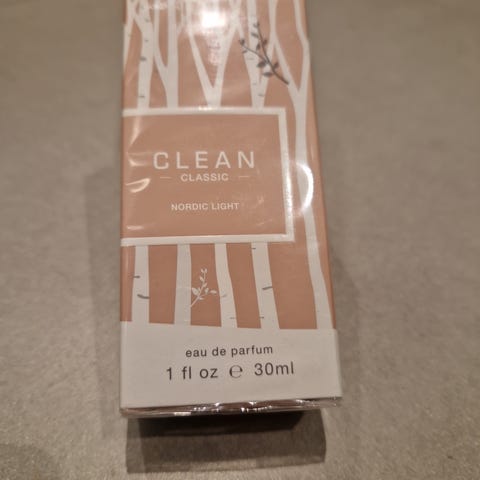 CLEAN
CLASSIC
NORDIC LIGHT
eau de parfum
1 fl oz ℮ 30ml